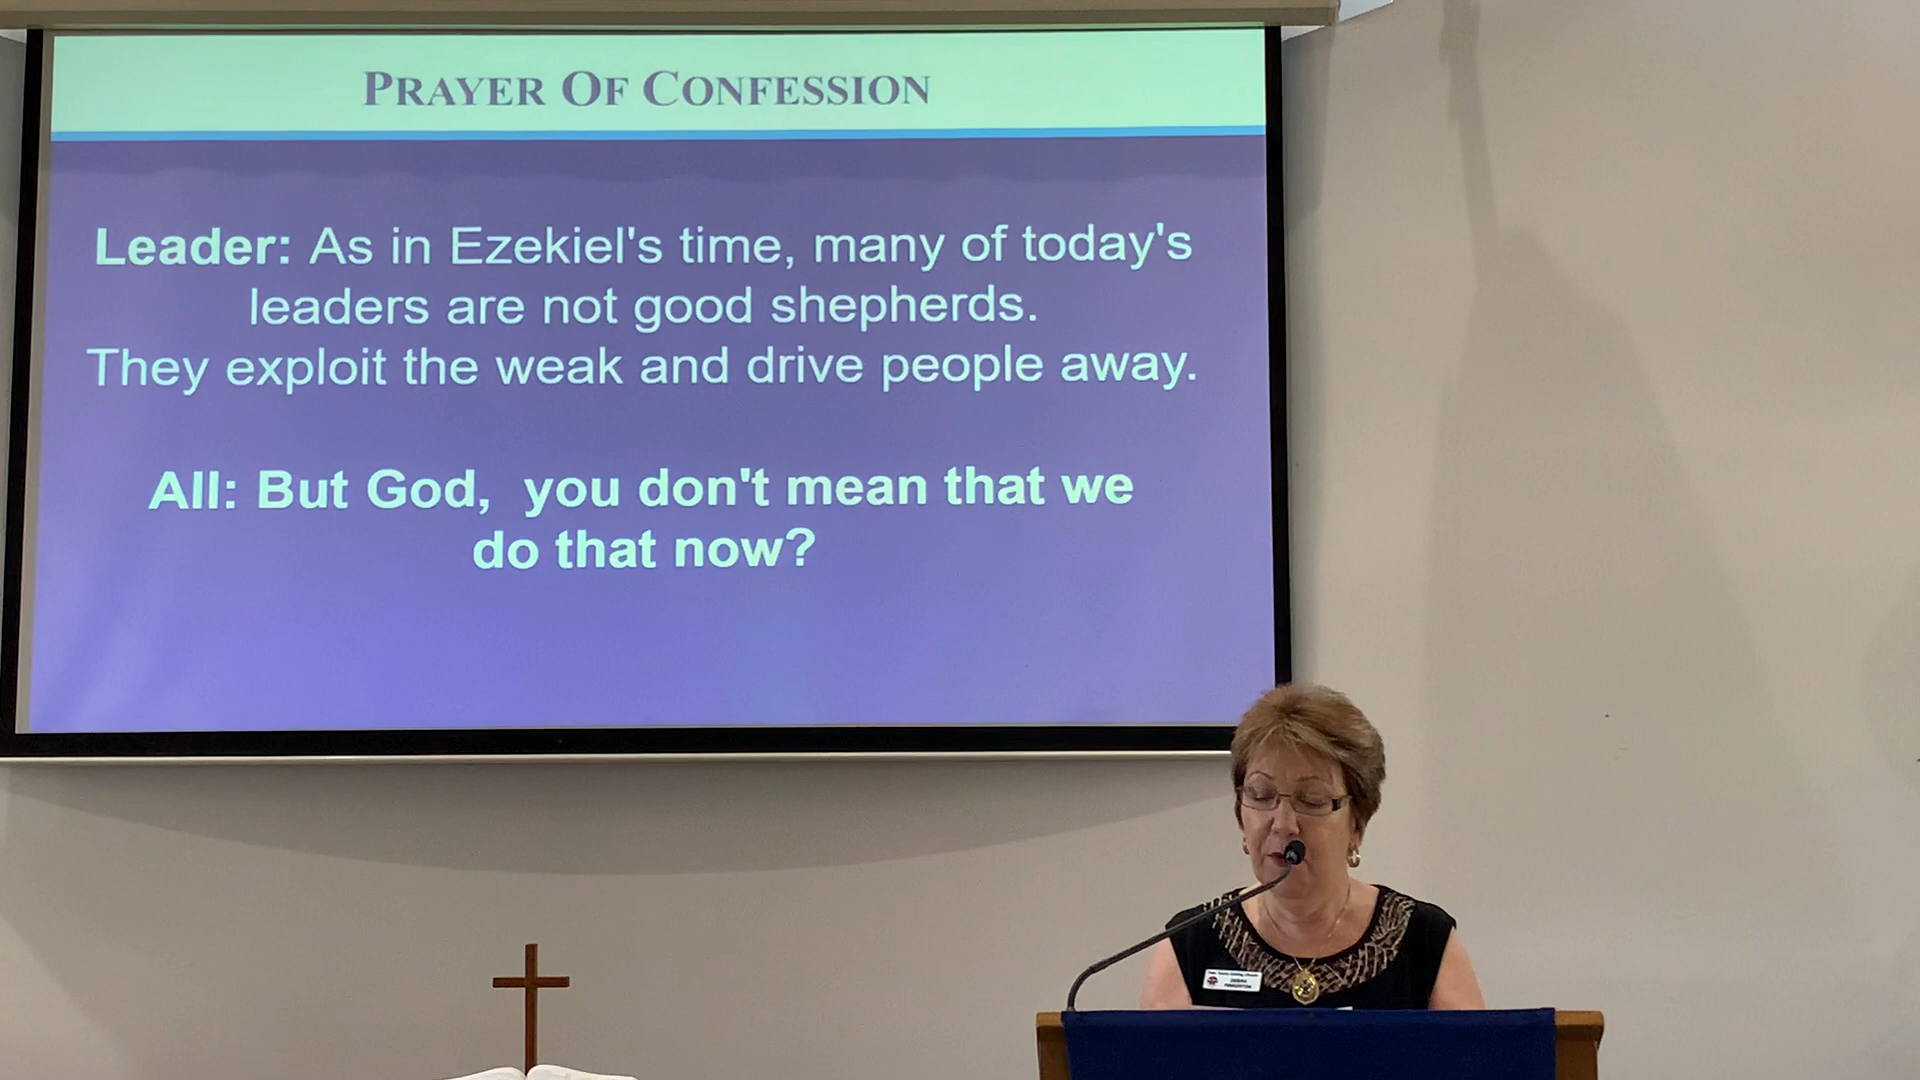 PRAYER OF CONFESSION
Leader: As in Ezekiel's time, many of today's
leaders are not good shepherds.
They exploit the weak and drive people away.
All: But God, you don't mean that we
do that now?